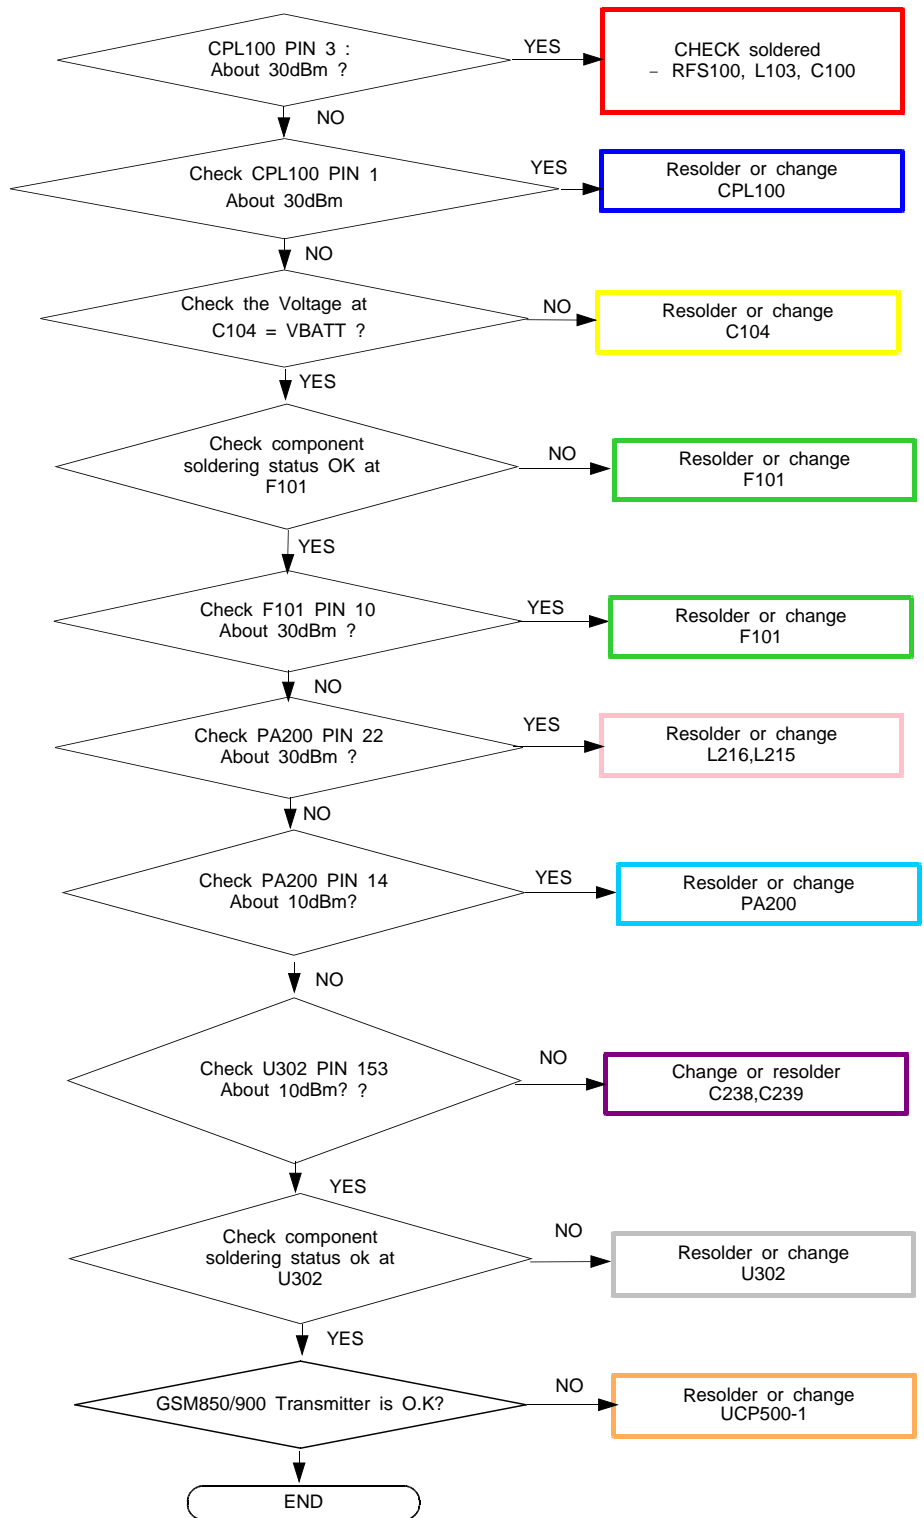 CPL100 PIN 3 :
About 30dBm ?
YES
CHECK soldered
– RFS100, L103, C100
NO
Check CPL100 PIN 1
About 30dBm
YES
Resolder or change
CPL100
NO
Check the Voltage at
C104 = VBATT ?
NO
Resolder or change
C104
YES
Check component
soldering status OK at
F101
NO
Resolder or change
F101
YES
Check F101 PIN 10
About 30dBm ?
YES
Resolder or change
F101
NO
Check PA200 PIN 22
About 30dBm ?
YES
Resolder or change
L216,L215
NO
Check PA200 PIN 14
About 10dBm?
YES
Resolder or change
PA200
NO
Check U302 PIN 153
About 10dBm? ?
NO
Change or resolder
C238,C239
YES
Check component
soldering status ok at
U302
NO
Resolder or change
U302
YES
GSM850/900 Transmitter is O.K?
NO
Resolder or change
UCP500-1
END